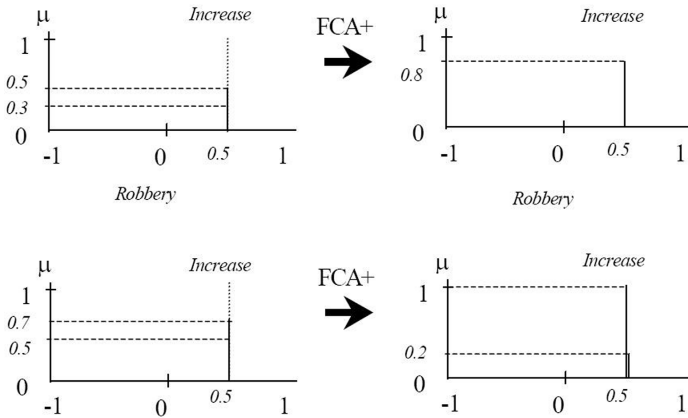 μ
Increase
FCA+
μ
Increase
1
1
0.5
0.8
0.3
0
0
-1
0
0.5
1
-1
0
0.5
1
Robbery
Robbery
μ
Increase
FCA+
μ
Increase
1
1
0.7
0.5
0.2
0
0
-1
0
0.5
1
-1
0
0.5
1